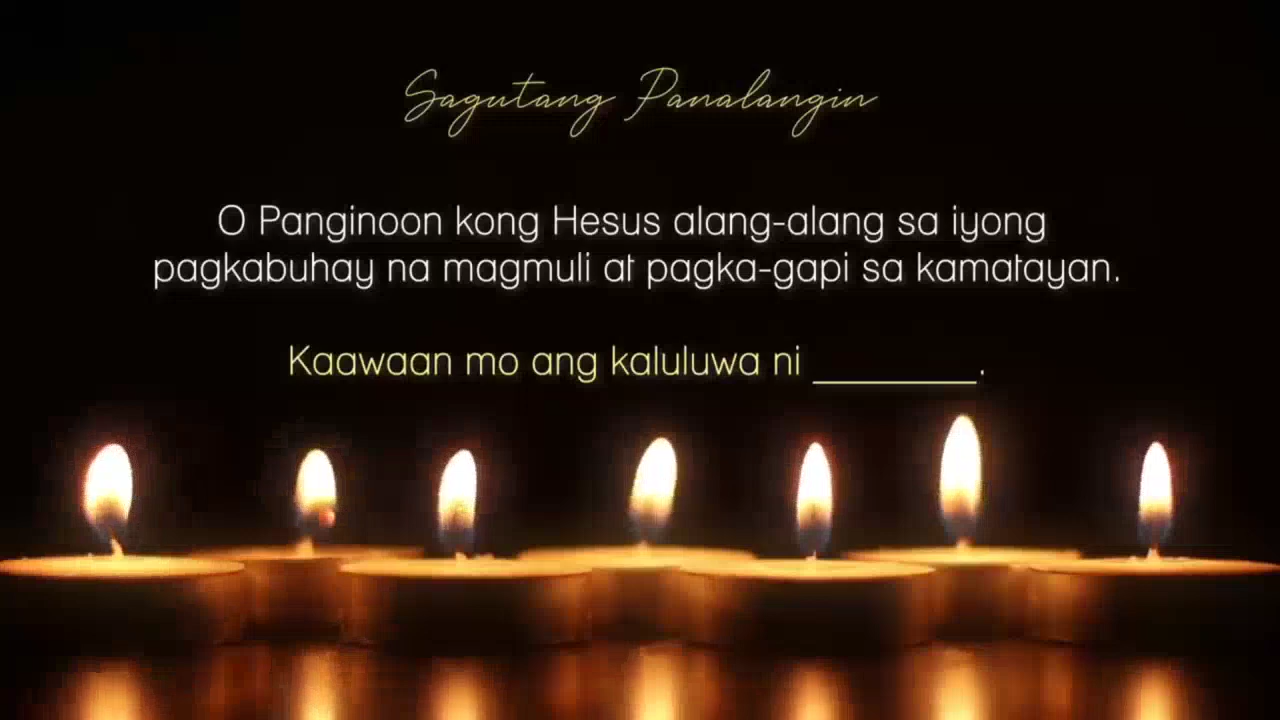 Sagutang Panalangin
O Panginoon kong Hesus alang-alang sa iyong
pagkabuhay na magmuli at pagka-gapi sa kamatayan.
Kaawaan mo ang kaluluwa ni ________.